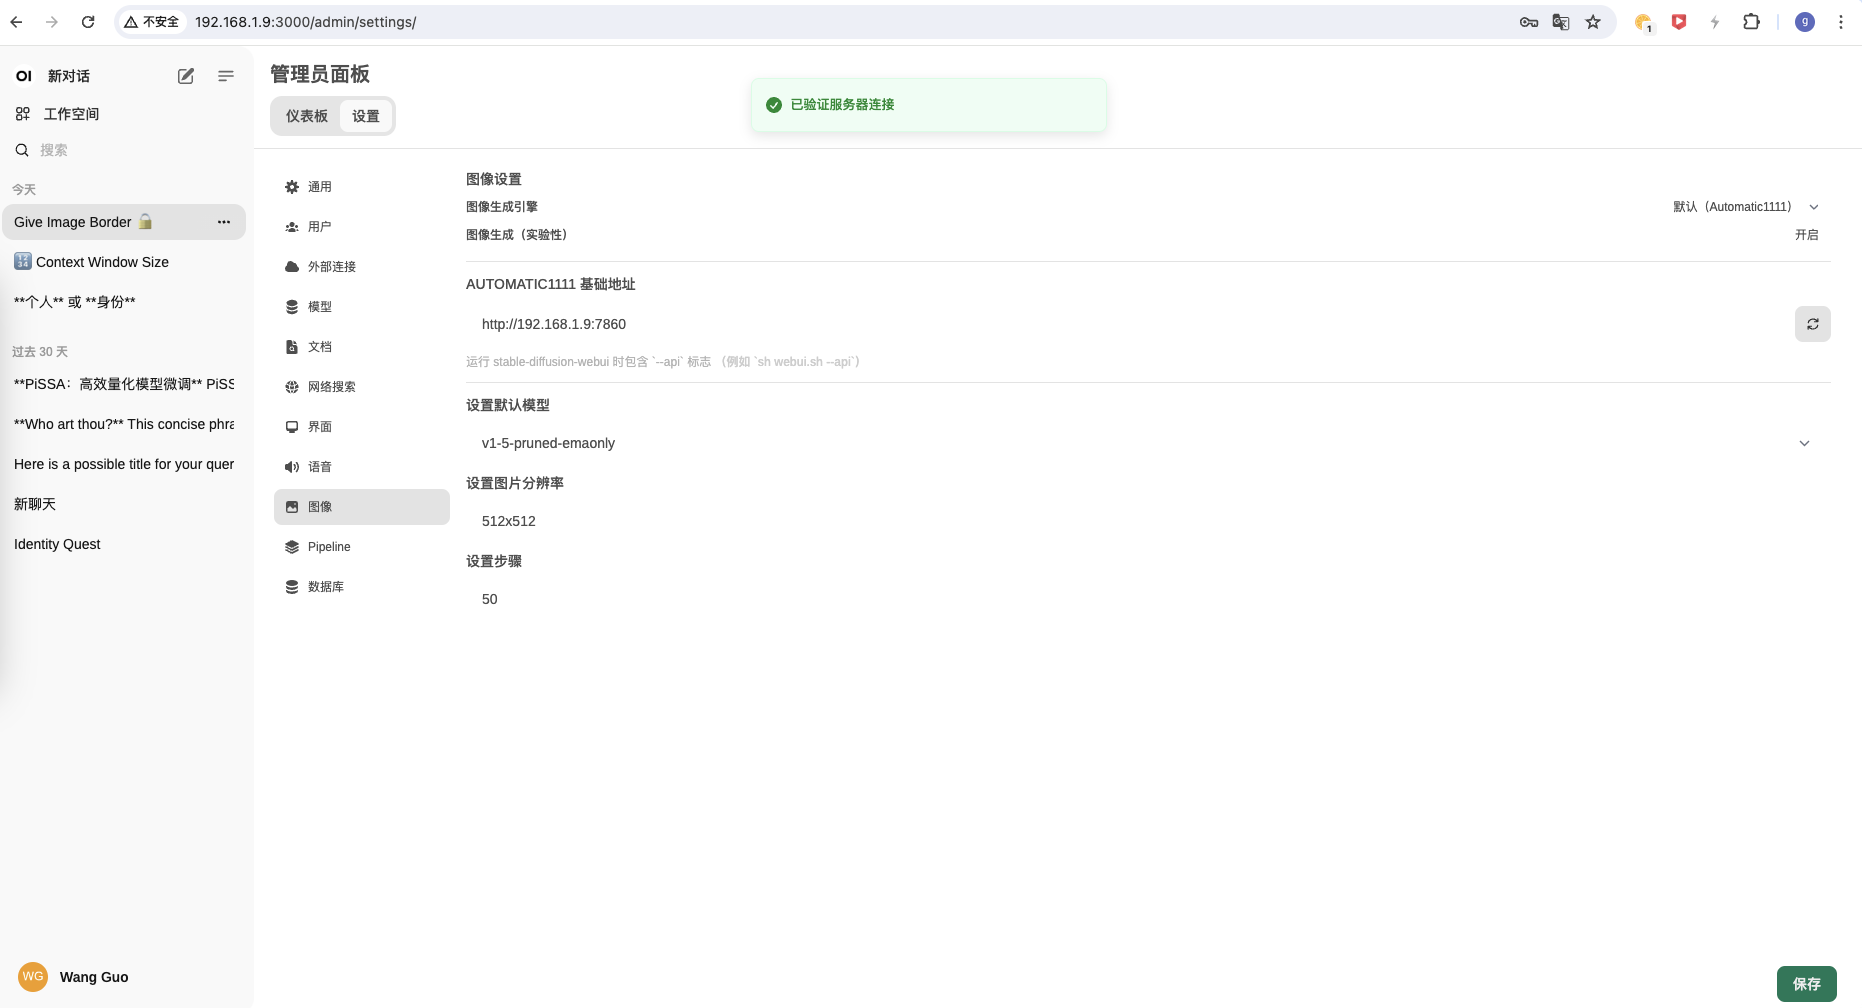 不安全
192.168.1.9:3000/admin/settings/
1
g
OI 新对话
工作空间
搜索
今天
Give Image Border 🔒
🔢 Context Window Size
**个人** 或 **身份**
过去 30 天
**PiSSA：高效量化模型微调** PiSS
**Who art thou?** This concise phra
Here is a possible title for your quer
新聊天
Identity Quest
WG
Wang Guo
管理员面板
仪表板 设置
已验证服务器连接
通用
用户
外部连接
模型
文档
网络搜索
界面
语音
图像
Pipeline
数据库
图像设置
图像生成引擎 默认（Automatic1111）
图像生成（实验性） 开启
AUTOMATIC1111 基础地址
http://192.168.1.9:7860
运行 stable-diffusion-webui 时包含 `--api` 标志 （例如 `sh webui.sh --api`）
设置默认模型
v1-5-pruned-emaonly
设置图片分辨率
512x512
设置步骤
50
保存